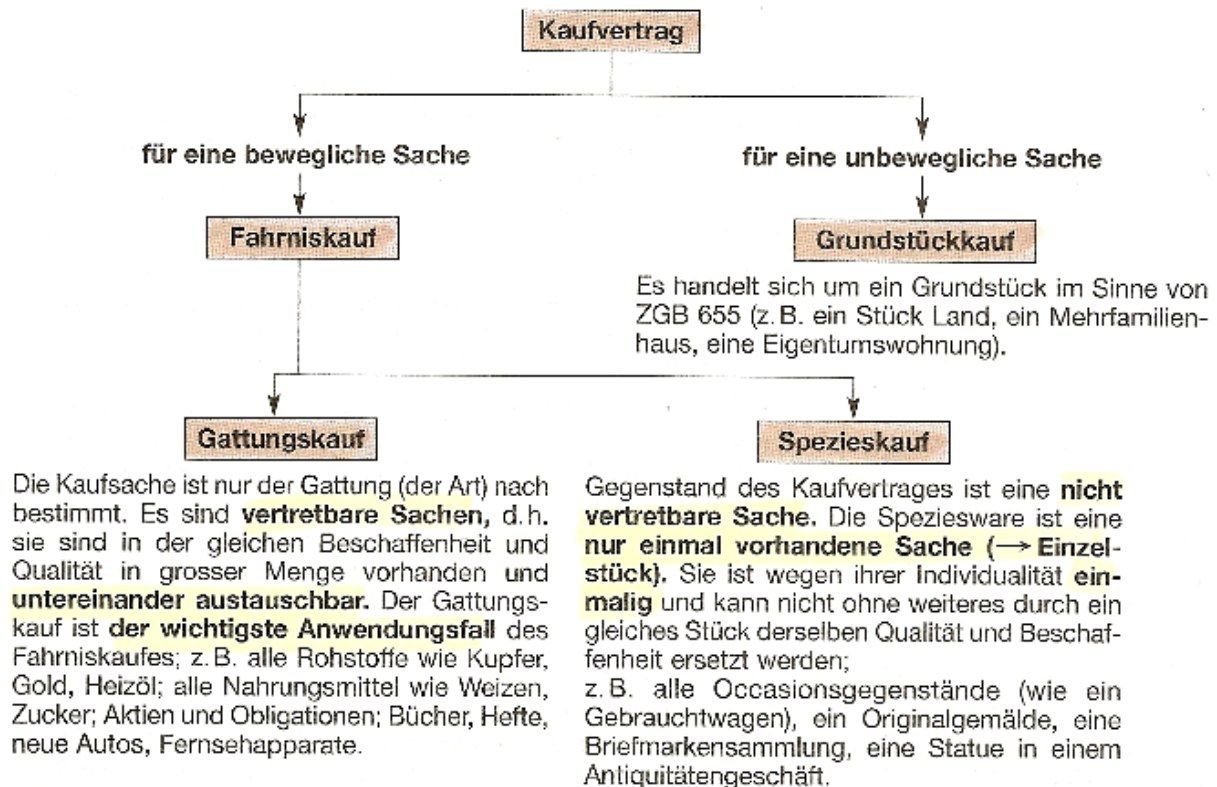 Kaufvertrag
für eine bewegliche Sache
für eine unbewegliche Sache
Fahrniskauf
Grundstückkauf
Es handelt sich um ein Grundstück im Sinne von
ZGB 655 (z.B. ein Stück Land, ein Mehrfamilien-
haus, eine Eigentumswohnung).
Gattungskauf
Die Kaufsache ist nur der Gattung (der Art) nach
bestimmt. Es sind vertretbare Sachen, d.h.
sie sind in der gleichen Beschaffenheit und
Qualität in grosser Menge vorhanden und
untereinander austauschbar. Der Gattungs-
kauf ist der wichtigste Anwendungsfall des
Fahrniskaufes; z.B. alle Rohstoffe wie Kupfer,
Gold, Heizöl; alle Nahrungsmittel wie Weizen,
Zucker; Aktien und Obligationen; Bücher, Hefte,
neue Autos, Fernsehapparate.
Spezieskauf
Gegenstand des Kaufvertrages ist eine nicht
vertretbare Sache. Die Speziesware ist eine
nur einmal vorhandene Sache (→ Einzel-
stück). Sie ist wegen ihrer Individualität ein-
malig und kann nicht ohne weiteres durch ein
gleiches Stück derselben Qualität und Beschaf-
fenheit ersetzt werden;
z.B. alle Occasionsgegenstände (wie ein
Gebrauchtwagen), ein Originalgemälde, eine
Briefmarkensammlung, eine Statue in einem
Antiquitätengeschäft.